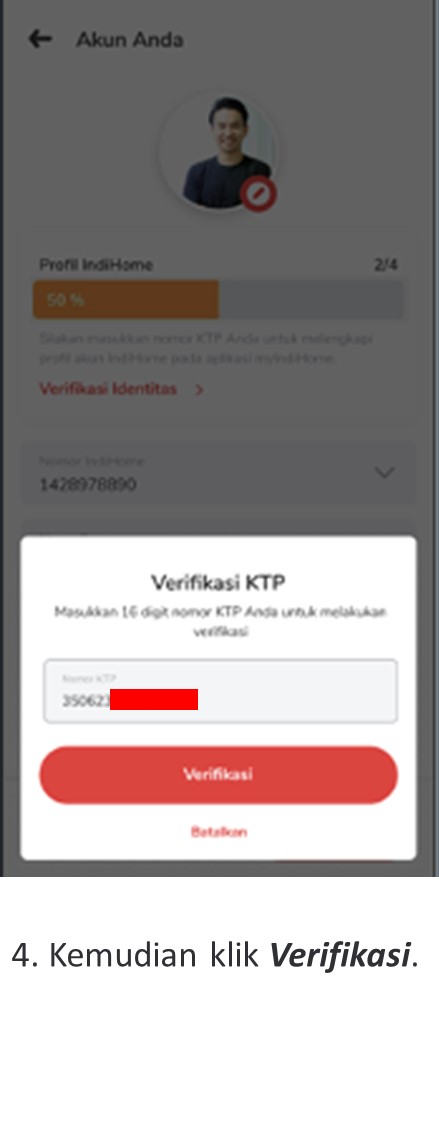 Akun Anda
Profil IndiHome 2/4
50 %
Silakan masukkan nomor KTP Anda untuk melengkapi
profil akun IndiHome pada aplikasi myIndiHome.
Verifikasi Identitas >
Nomor IndiHome
1428978890
Verifikasi KTP
Masukkan 16 digit nomor KTP Anda untuk melakukan
verifikasi
Nomor KTP
350623
Verifikasi
Batalkan
4. Kemudian klik Verifikasi.